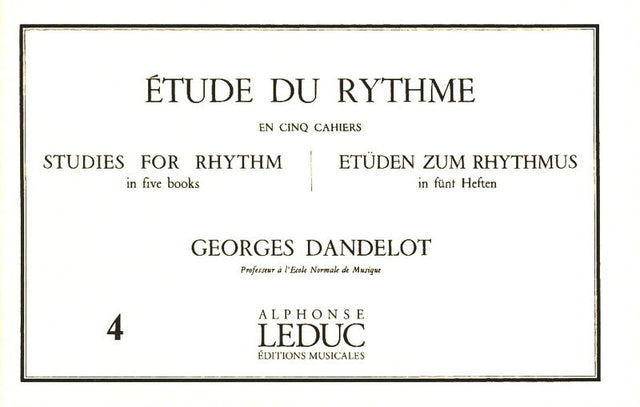 ÉTUDE DU RYTHME
EN CINQ CAHIERS
STUDIES FOR RHYTHM
in five books
ETÜDEN ZUM RHYTHMUS
in fünt Heften
GEORGES DANDELOT
Professeur à l'Ecole Normale de Musique
4
ALPHONSE
LEDUC
ÉDITIONS MUSICALES